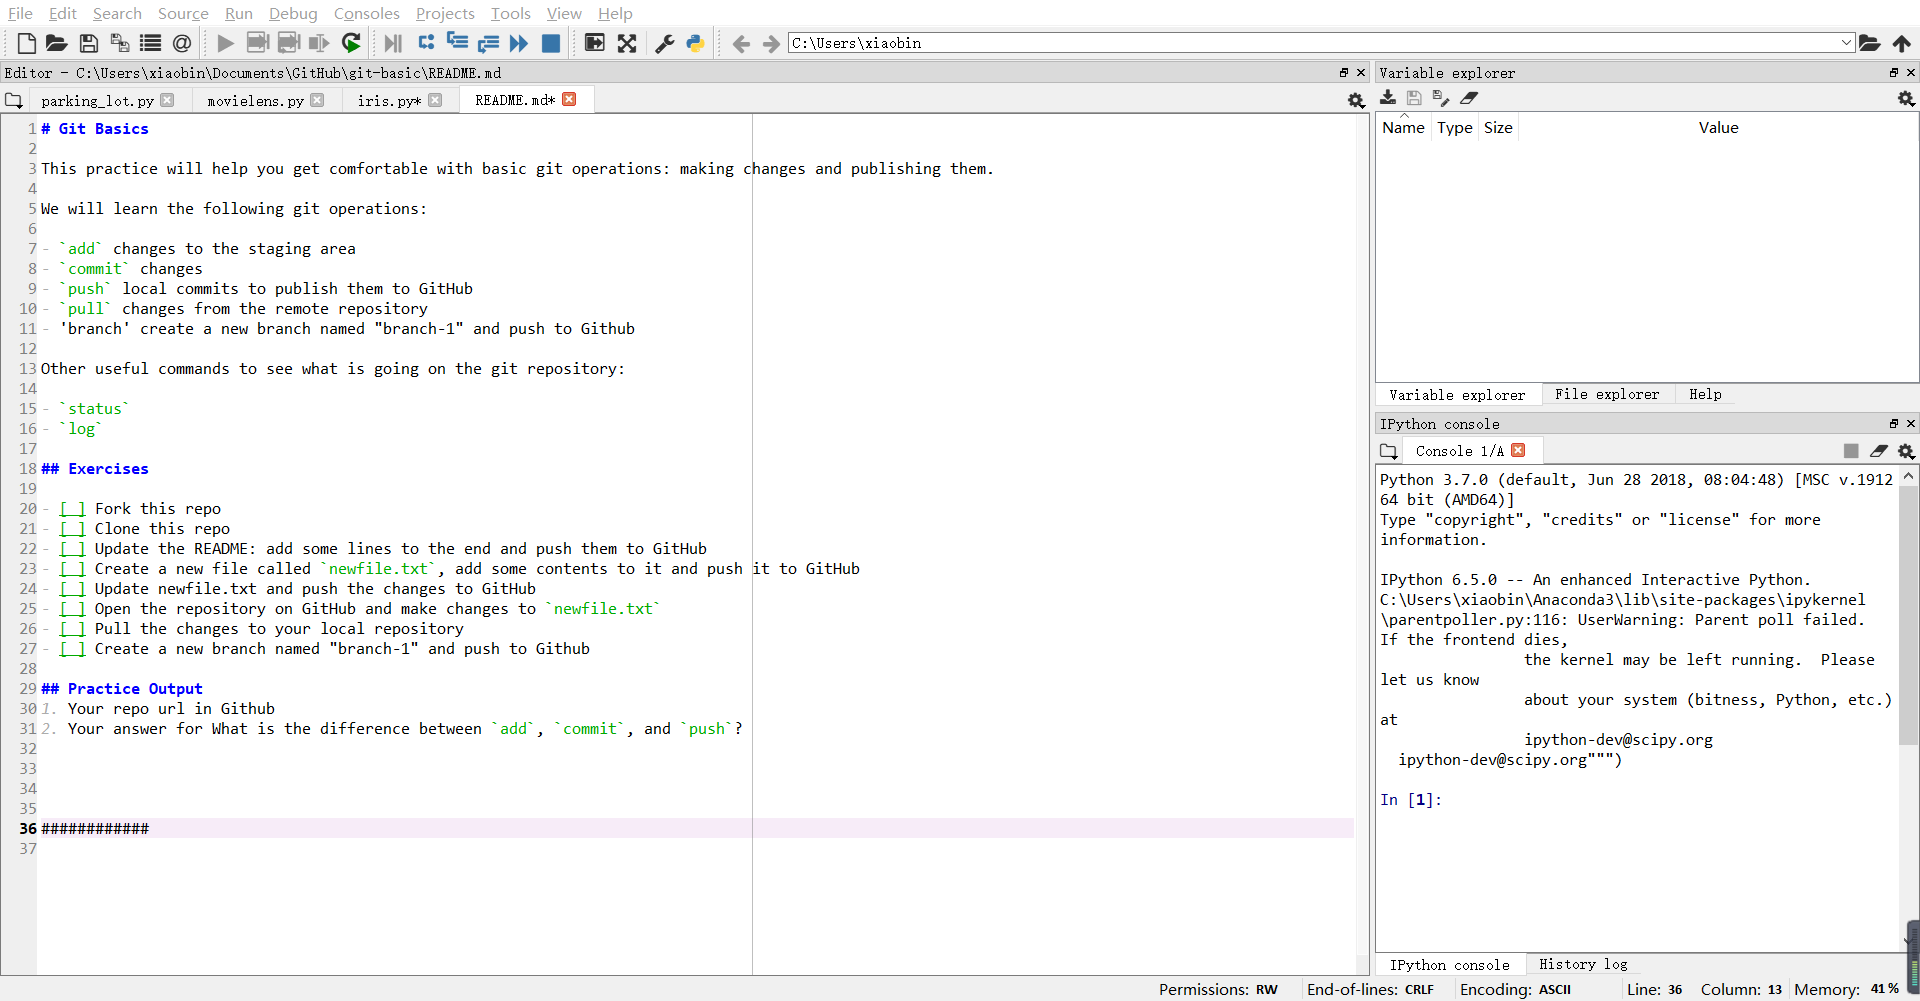 File Edit Search Source Run Debug Consoles Projects Tools View Help
C:\Users\xiaobin
Editor - C:\Users\xiaobin\Documents\GitHub\git-basic\README.md
parking_lot.py movielens.py iris.py* README.md*
1 # Git Basics
2
3 This practice will help you get comfortable with basic git operations: making changes and publishing them.
4
5 We will learn the following git operations:
6
7 - `add` changes to the staging area
8 - `commit` changes
9 - `push` local commits to publish them to GitHub
10 - `pull` changes from the remote repository
11 - 'branch' create a new branch named "branch-1" and push to Github
12
13 Other useful commands to see what is going on the git repository:
14
15 - `status`
16 - `log`
17
18 ## Exercises
19
20 - [ ] Fork this repo
21 - [ ] Clone this repo
22 - [ ] Update the README: add some lines to the end and push them to GitHub
23 - [ ] Create a new file called `newfile.txt`, add some contents to it and push it to GitHub
24 - [ ] Update newfile.txt and push the changes to GitHub
25 - [ ] Open the repository on GitHub and make changes to `newfile.txt`
26 - [ ] Pull the changes to your local repository
27 - [ ] Create a new branch named "branch-1" and push to Github
28
29 ## Practice Output
30 1. Your repo url in Github
31 2. Your answer for What is the difference between `add`, `commit`, and `push`?
32
33
34
35
36 ############
37
Variable explorer
Name Type Size Value
Variable explorer File explorer Help
IPython console
Console 1/A
Python 3.7.0 (default, Jun 28 2018, 08:04:48) [MSC v.1912
64 bit (AMD64)]
Type "copyright", "credits" or "license" for more
information.
IPython 6.5.0 -- An enhanced Interactive Python.
C:\Users\xiaobin\Anaconda3\lib\site-packages\ipykernel
\parentpoller.py:116: UserWarning: Parent poll failed.
If the frontend dies,
the kernel may be left running.  Please
let us know
about your system (bitness, Python, etc.)
at
ipython-dev@scipy.org
ipython-dev@scipy.org""")
In [1]:
IPython console History log
Permissions: RW End-of-lines: CRLF Encoding: ASCII Line: 36 Column: 13 Memory: 41 %